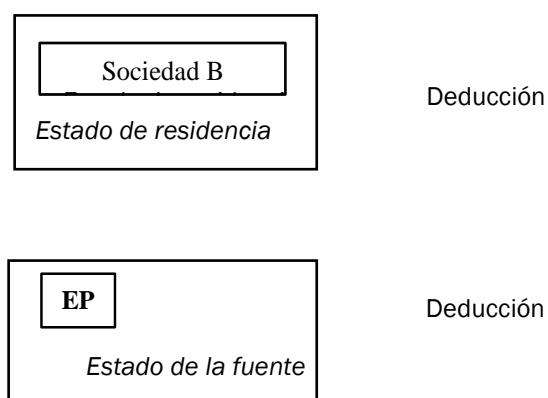 Sociedad B
Deducción
Estado de residencia
EP
Deducción
Estado de la fuente